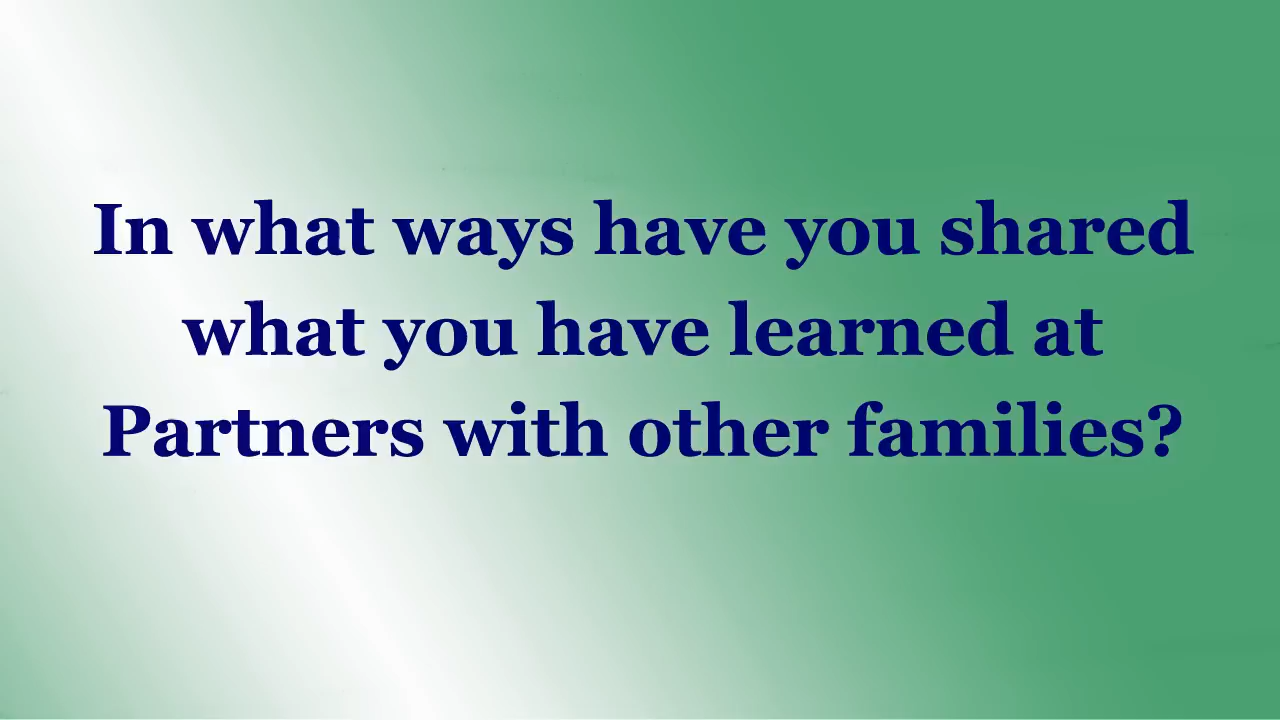 In what ways have you shared
what you have learned at
Partners with other families?